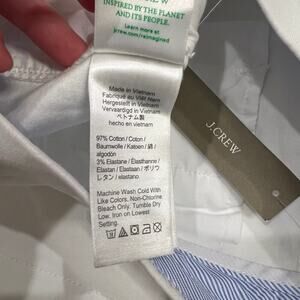 INSPIRED BY THE PLANET
AND ITS PEOPLE.
Learn more at
jcrew.com/reimagined
Made in Vietnam
Fabriqué au Viêt Nam
Hergestellt in Vietnam
Vervaardigd in Vietnam
ベトナム製
hecho en vietnam
97% Cotton / Coton /
Baumwolle / Katoen / 綿 /
algodón
3% Elastane / Élasthanne /
Elastan / Elastaan / ポリウ
レタン / elastano
Machine Wash Cold With
Like Colors. Non-Chlorine
Bleach Only. Tumble Dry
Low. Iron on Lowest
Setting.
J.CREW